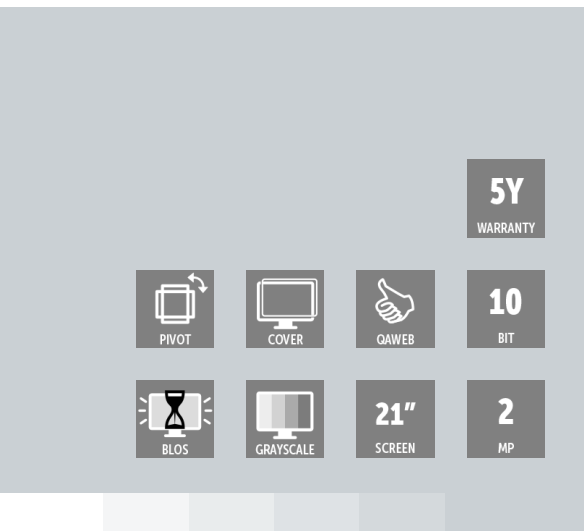 5Y
WARRANTY
PIVOT
COVER
QAWEB
10
BIT
BLOS
GRAYSCALE
21"
SCREEN
2
MP